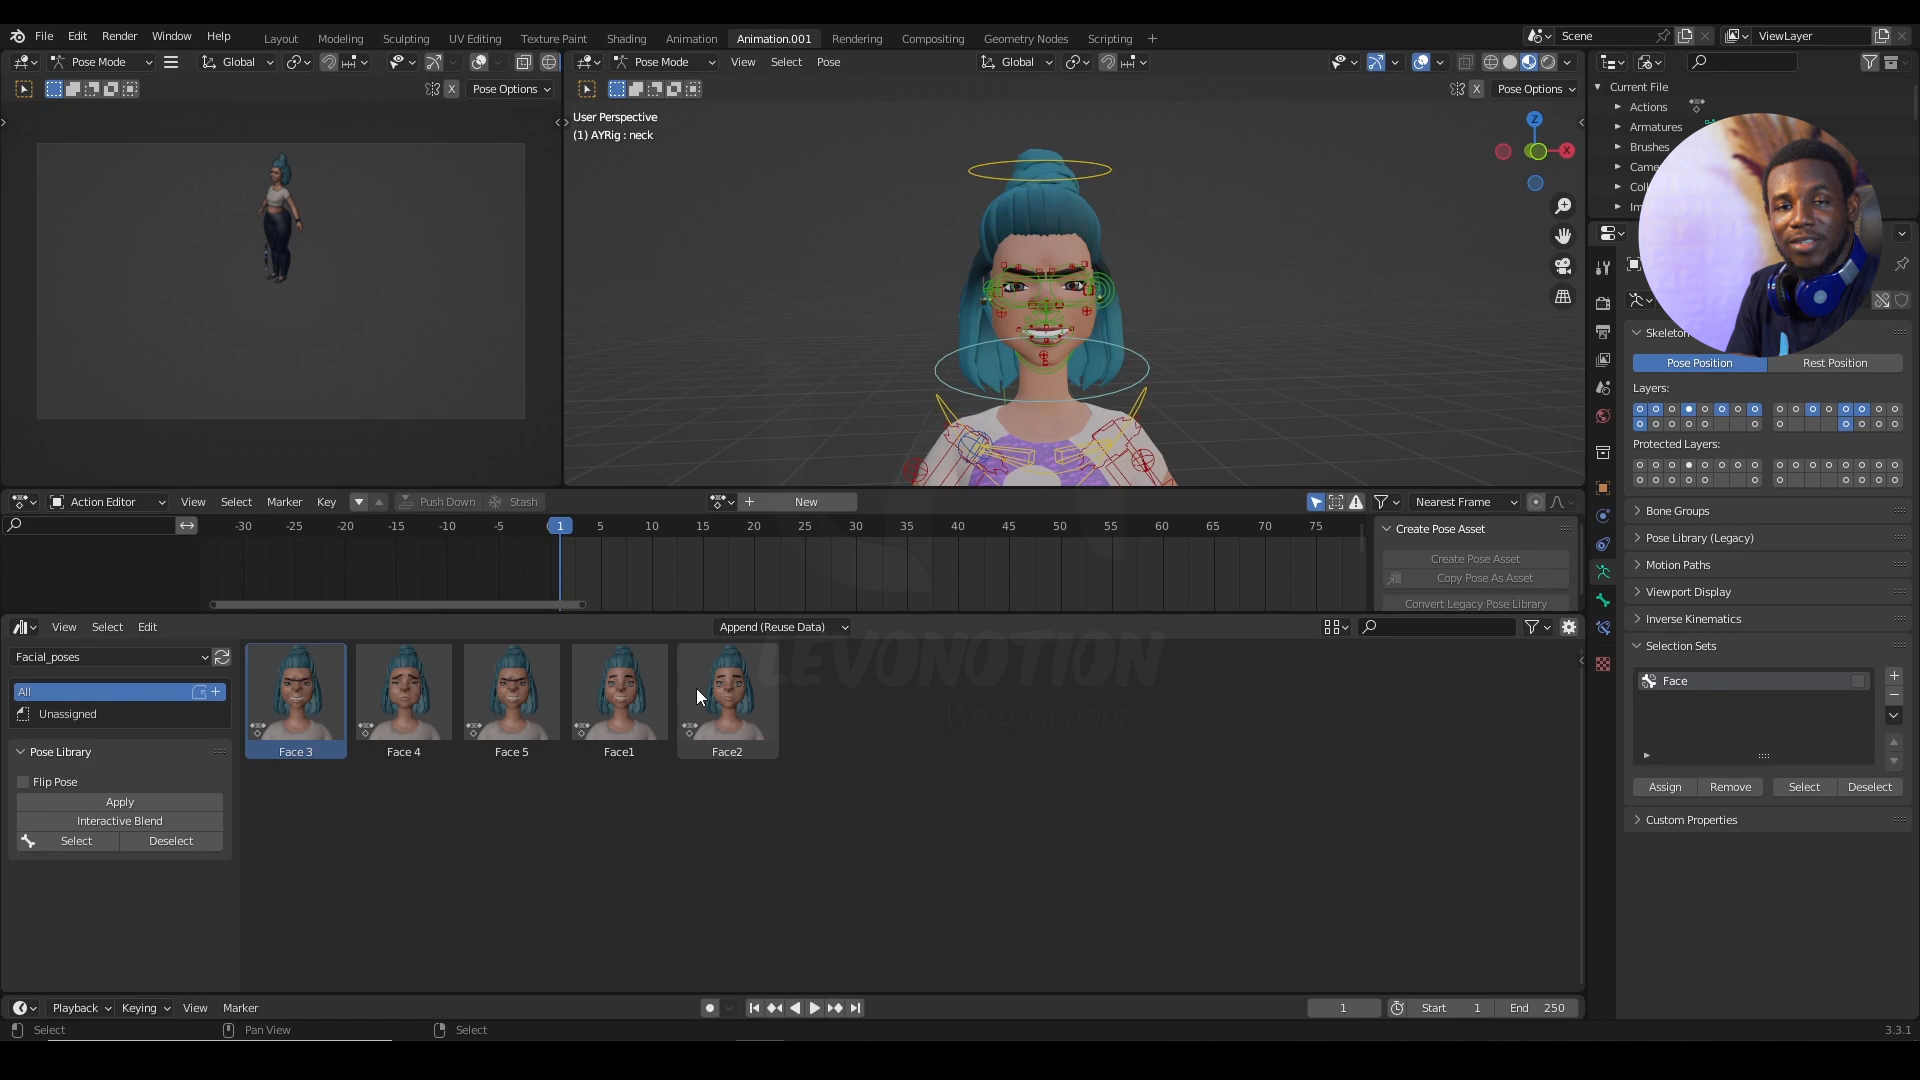 File Edit Render Window Help Layout Modeling Sculpting UV Editing Texture Paint Shading Animation Animation.001 Rendering Compositing Geometry Nodes Scripting + Scene ViewLayer
Pose Mode Global Pose Mode View Select Pose Global
X Pose Options X Pose Options
Current File
Actions
Armatures
Brushes
User Perspective
(1) AYRig : neck
Z
X
Pose Position Rest Position
Layers:
Protected Layers:
Bone Groups
Pose Library (Legacy)
Motion Paths
Viewport Display
Inverse Kinematics
Selection Sets
Face
Assign Remove Select Deselect
Custom Properties
Action Editor View Select Marker Key Push Down Stash + New Nearest Frame
-30 -25 -20 -15 -10 -5 1 5 10 15 20 25 30 35 40 45 50 55 60 65 70 75
Create Pose Asset
Create Pose Asset
Copy Pose As Asset
Convert Legacy Pose Library
View Select Edit Append (Reuse Data)
Facial_poses
All
Unassigned
Pose Library
Flip Pose
Apply
Interactive Blend
Select Deselect
Face 3 Face 4 Face 5 Face1 Face2
LEVONOTION
We do it right
Playback Keying View Marker 1 Start 1 End 250
Select Pan View Select 3.3.1